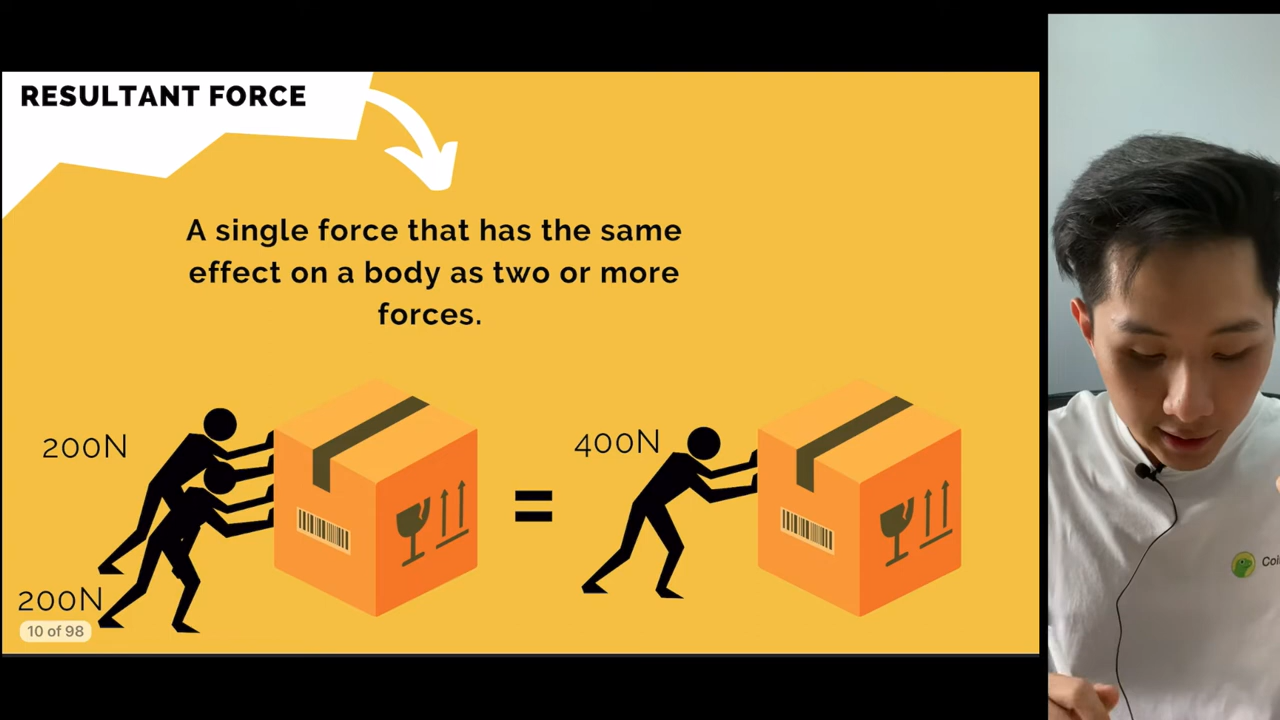 RESULTANT FORCE
A single force that has the same
effect on a body as two or more
forces.
200N
400N
200N
10 of 98